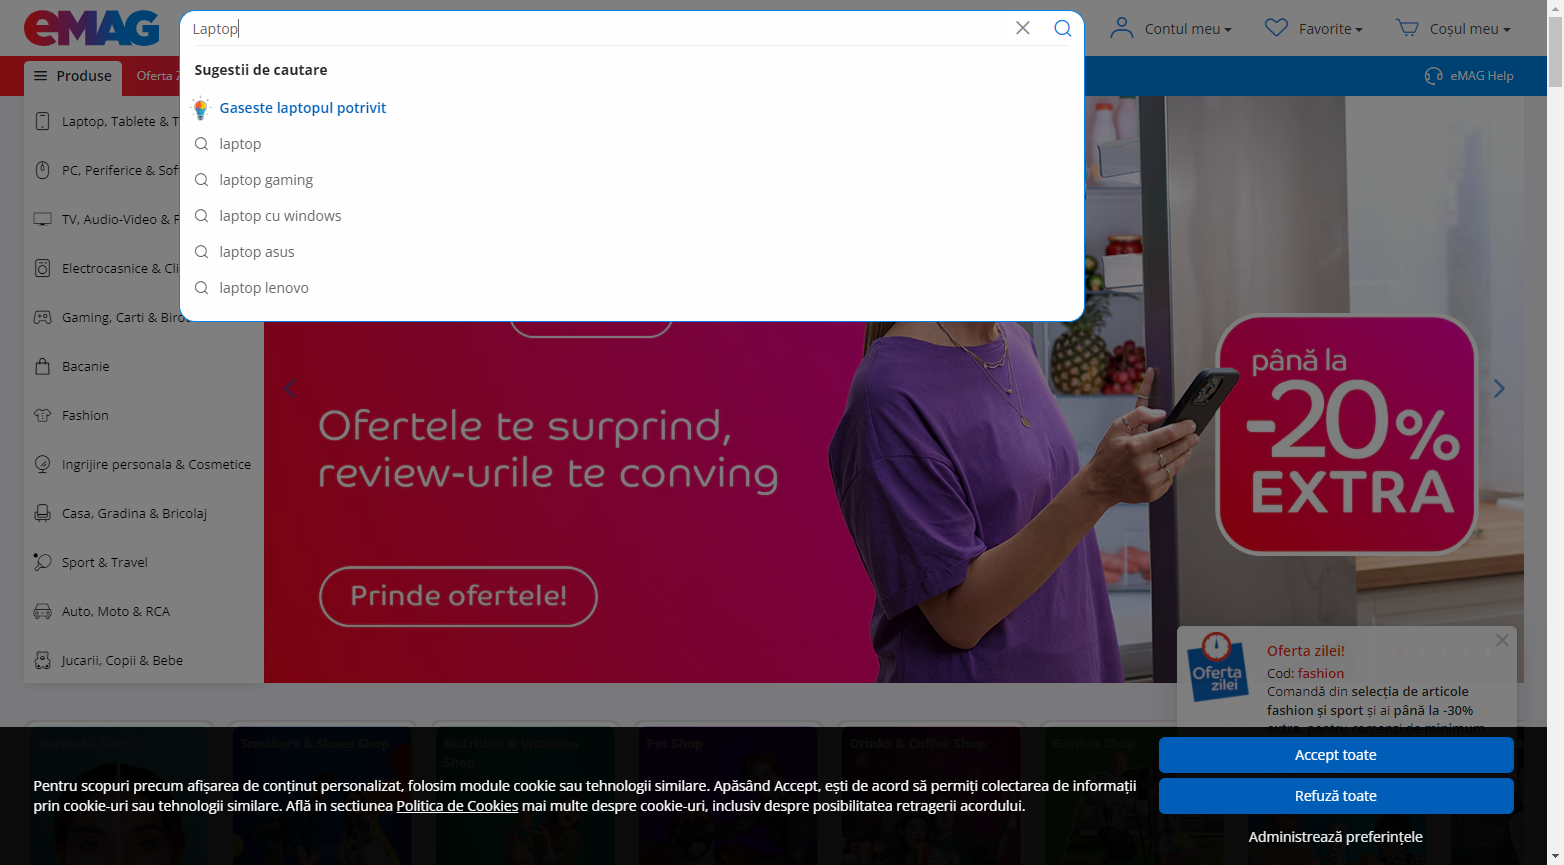 eMAG
Laptop
Contul meu
Favorite
Coșul meu
Produse
Oferta Z
eMAG Help
Sugestii de cautare
Gaseste laptopul potrivit
laptop
laptop gaming
laptop cu windows
laptop asus
laptop lenovo
Laptop, Tablete & T
PC, Periferice & Sof
TV, Audio-Video & F
Electrocasnice & Cli
Gaming, Carti & Biro
Bacanie
Fashion
Ingrijire personala & Cosmetice
Casa, Gradina & Bricolaj
Sport & Travel
Auto, Moto & RCA
Jucarii, Copii & Bebe
Ofertele te surprind,
review-urile te conving
Prinde ofertele!
până la
-20%
EXTRA
Oferta zilei
Oferta zilei!
Cod: fashion
Comandă din selecția de articole
fashion și sport și ai până la -30%
extra, pentru comenzi de minimum
Dermato Shop
Sneakers & Shoes Shop
Nutrition & Vitamins
Shop
Pet Shop
Drinks & Coffee Shop
Garden Shop
Pentru scopuri precum afișarea de conținut personalizat, folosim module cookie sau tehnologii similare. Apăsând Accept, ești de acord să permiți colectarea de informații
prin cookie-uri sau tehnologii similare. Află in sectiunea Politica de Cookies mai multe despre cookie-uri, inclusiv despre posibilitatea retragerii acordului.
Accept toate
Refuză toate
Administrează preferințele